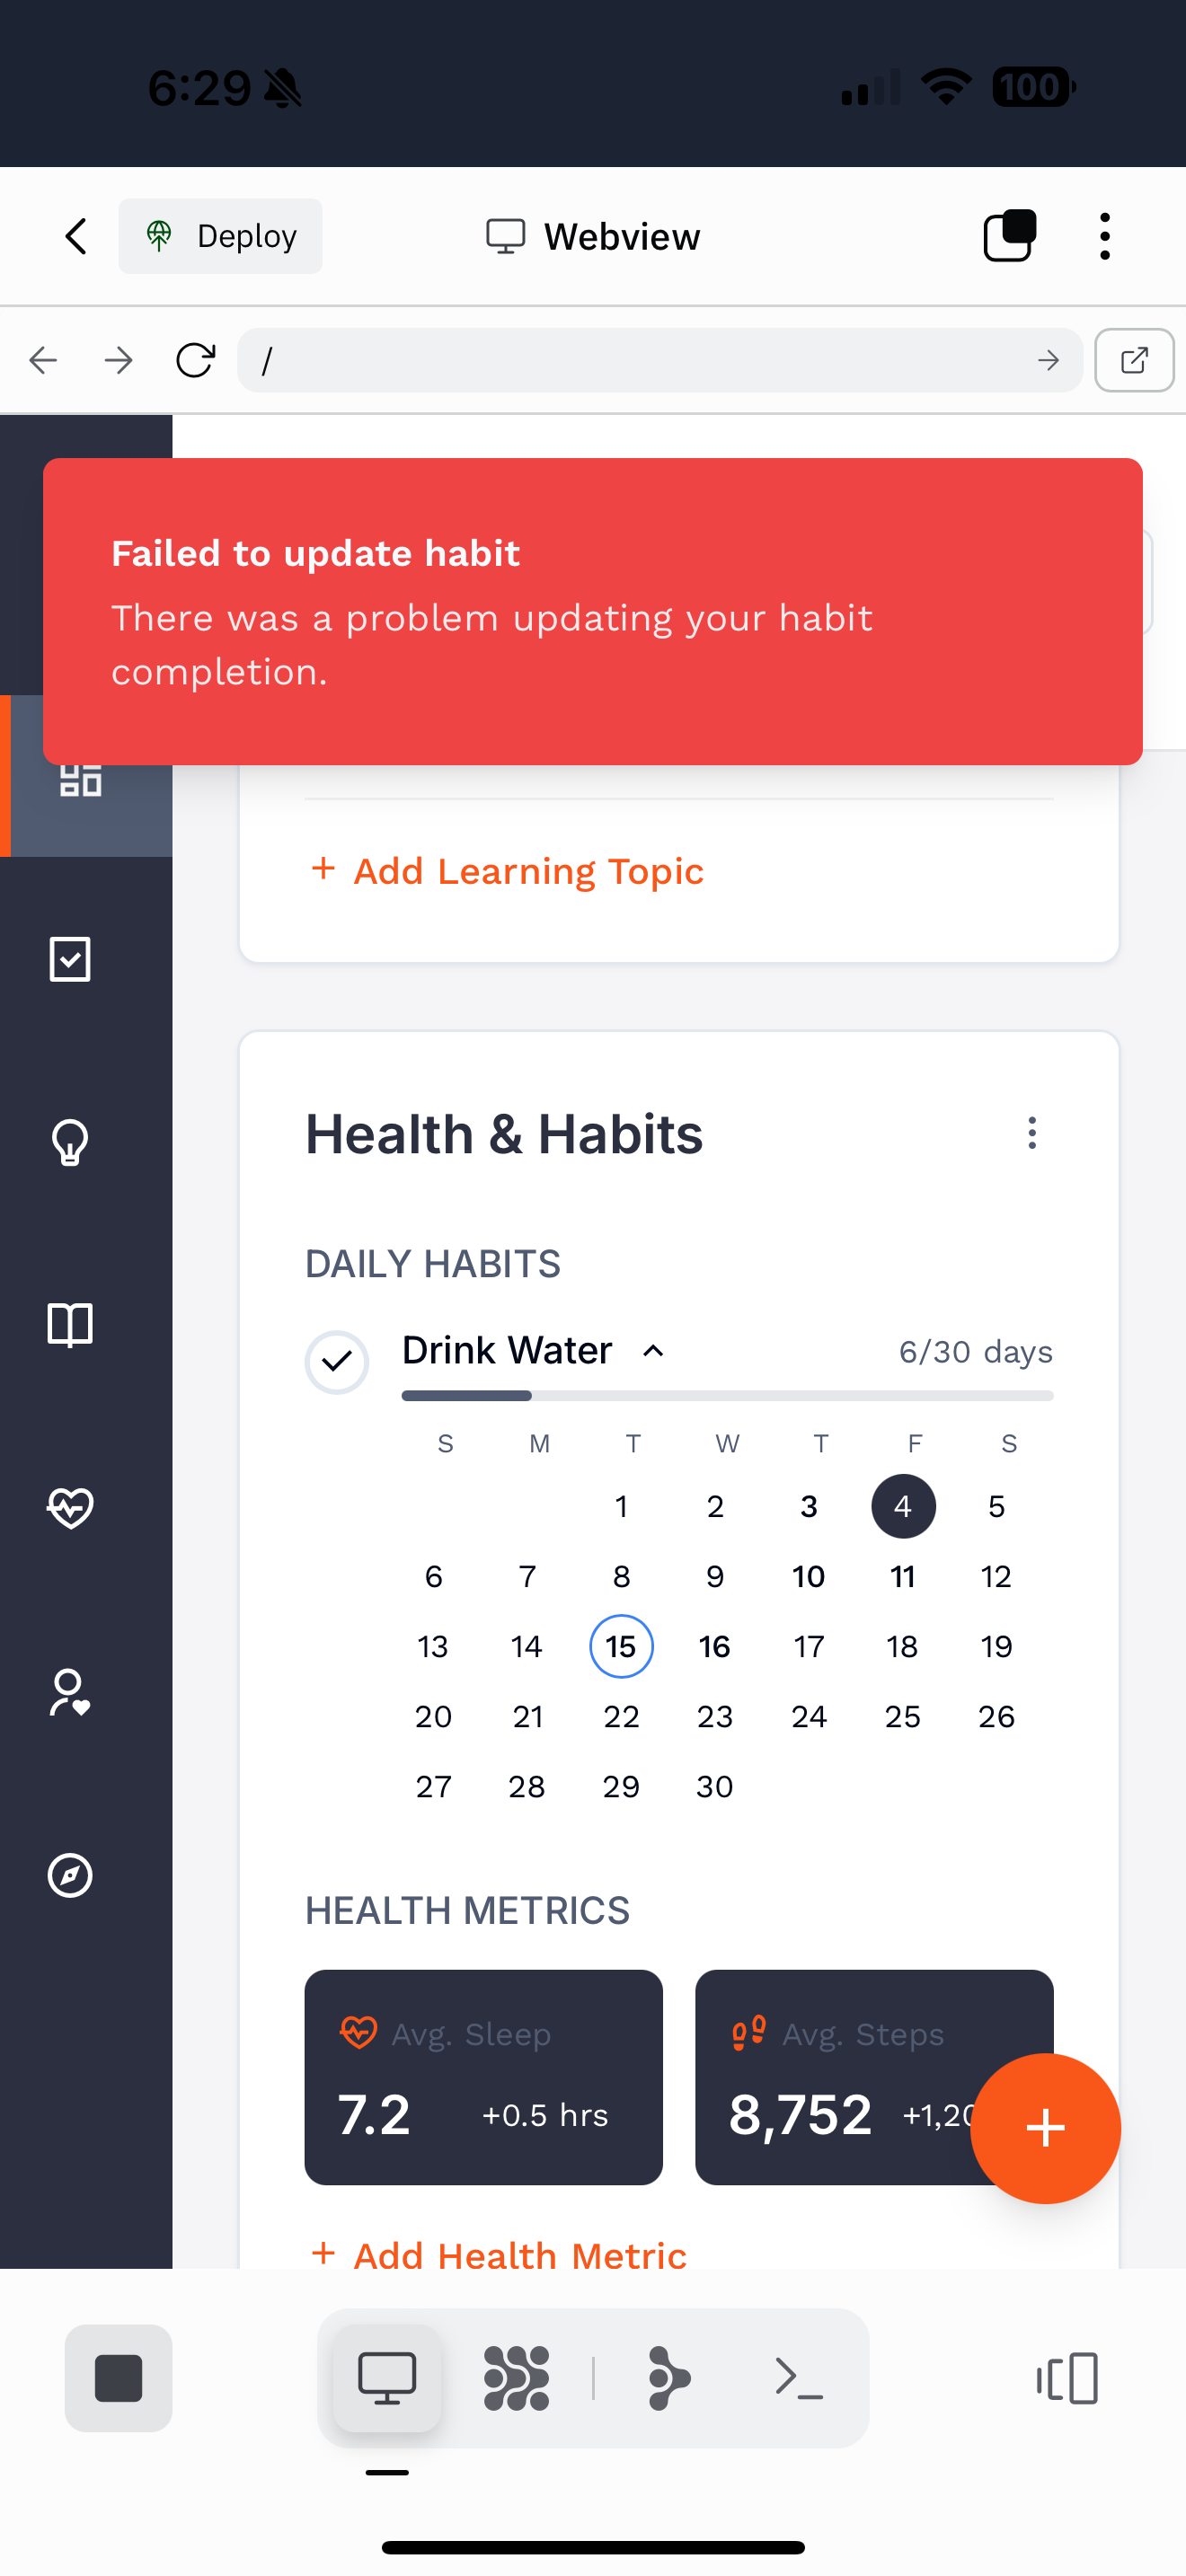 6:29
100
Deploy
Webview
/
Failed to update habit
There was a problem updating your habit
completion.
+ Add Learning Topic
Health & Habits
DAILY HABITS
Drink Water
6/30 days
S M T W T F S
1 2 3 4 5
6 7 8 9 10 11 12
13 14 15 16 17 18 19
20 21 22 23 24 25 26
27 28 29 30
HEALTH METRICS
Avg. Sleep
7.2 +0.5 hrs
Avg. Steps
8,752
+ Add Health Metric